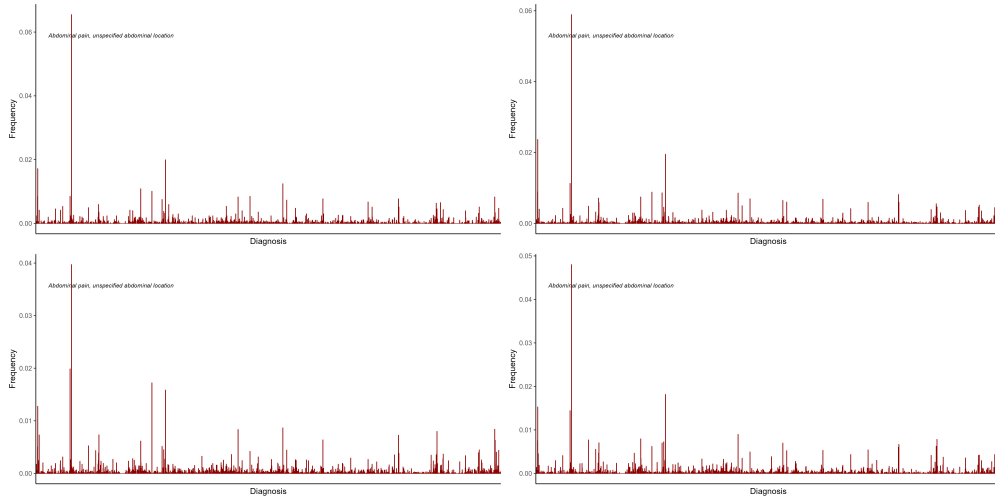 0.06
0.04
0.02
0.00
Frequency
Abdominal pain, unspecified abdominal location
Diagnosis
0.06
0.04
0.02
0.00
Frequency
Abdominal pain, unspecified abdominal location
Diagnosis
0.04
0.03
0.02
0.01
0.00
Frequency
Abdominal pain, unspecified abdominal location
Diagnosis
0.05
0.04
0.03
0.02
0.01
0.00
Frequency
Abdominal pain, unspecified abdominal location
Diagnosis